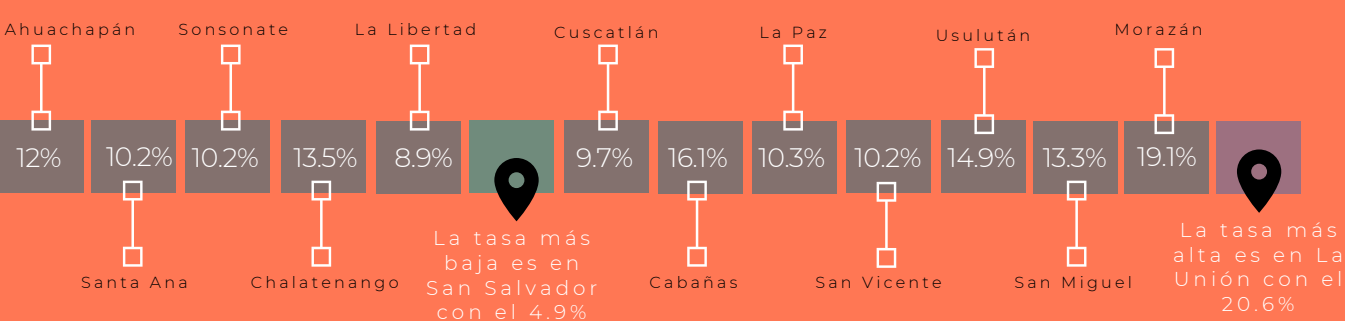 Ahuachapán
Sonsonate
La Libertad
Cuscatlán
La Paz
Usulután
Morazán
12%
10.2%
10.2%
13.5%
8.9%
9.7%
16.1%
10.3%
10.2%
14.9%
13.3%
19.1%
La tasa más
baja es en
San Salvador
con el 4.9%
La tasa más
alta es en La
Unión con el
20.6%
Santa Ana
Chalatenango
Cabañas
San Vicente
San Miguel